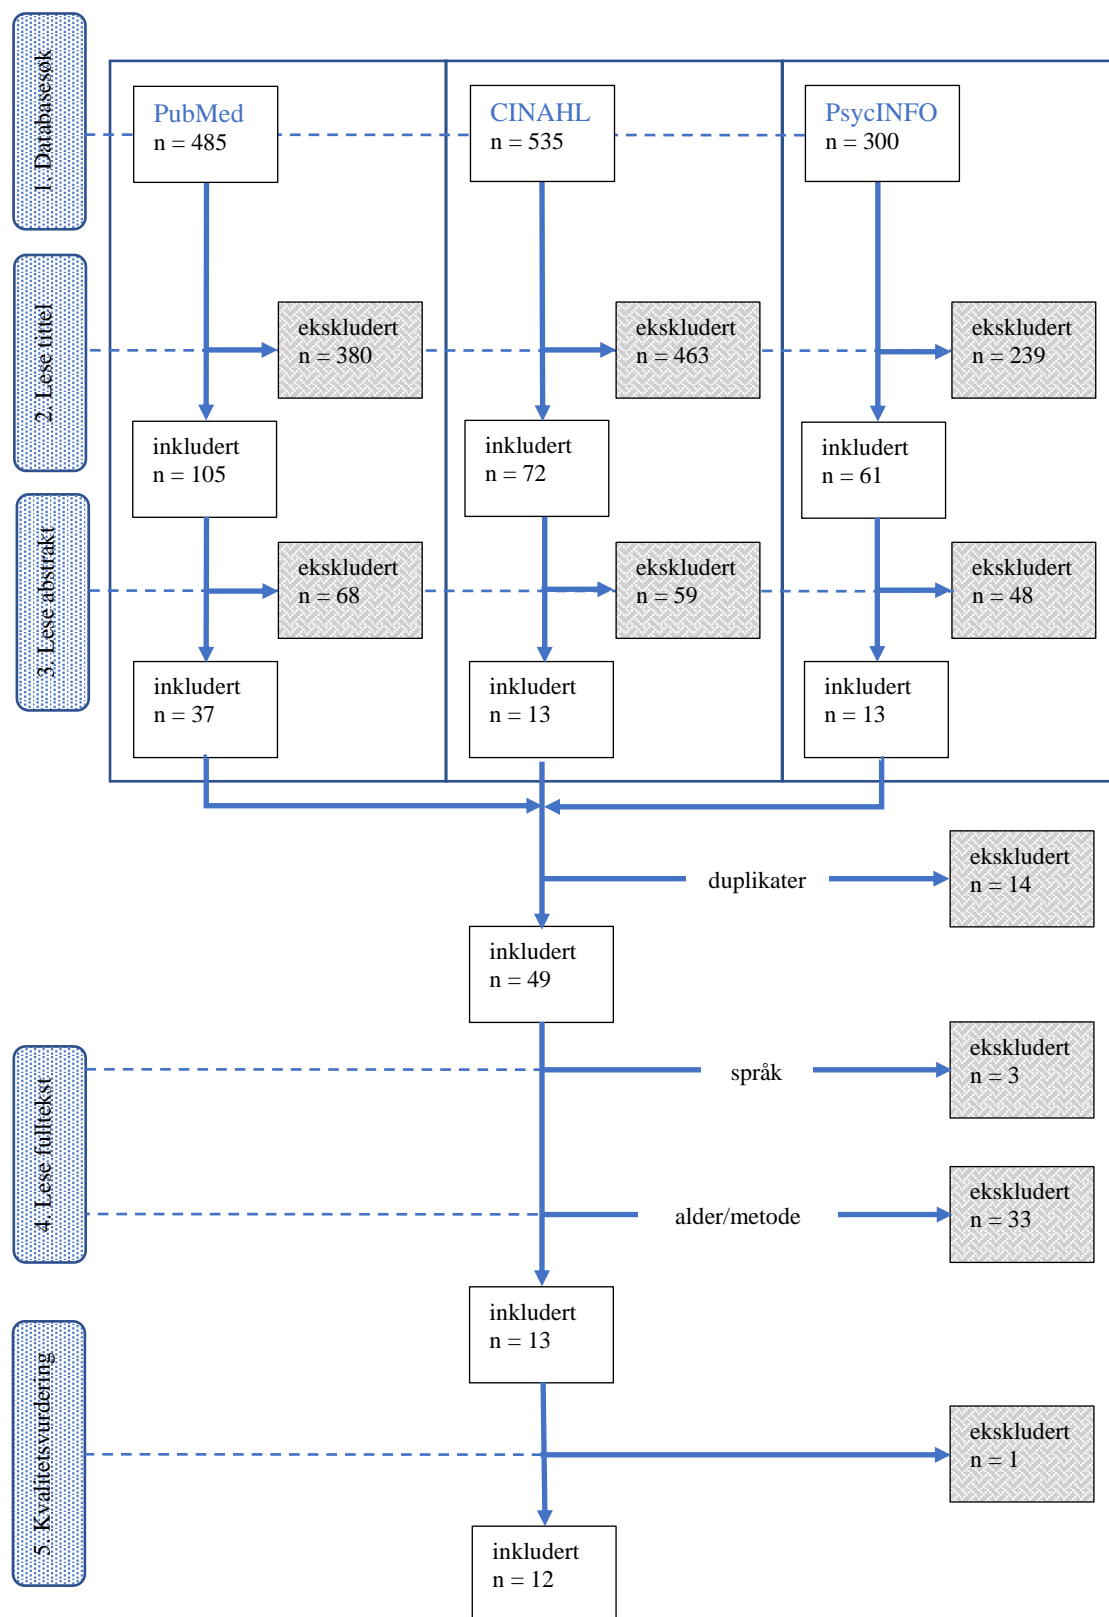 1. Databasesøk
PubMed
n = 485
CINAHL
n = 535
PsycINFO
n = 300
2. Lese tittel
ekskludert
n = 380
ekskludert
n = 463
ekskludert
n = 239
inkludert
n = 105
inkludert
n = 72
inkludert
n = 61
3. Lese abstrakt
ekskludert
n = 68
ekskludert
n = 59
ekskludert
n = 48
inkludert
n = 37
inkludert
n = 13
inkludert
n = 13
duplikater
ekskludert
n = 14
inkludert
n = 49
4. Lese fulltekst
språk
ekskludert
n = 3
alder/metode
ekskludert
n = 33
inkludert
n = 13
5. Kvalitetsvurdering
ekskludert
n = 1
inkludert
n = 12